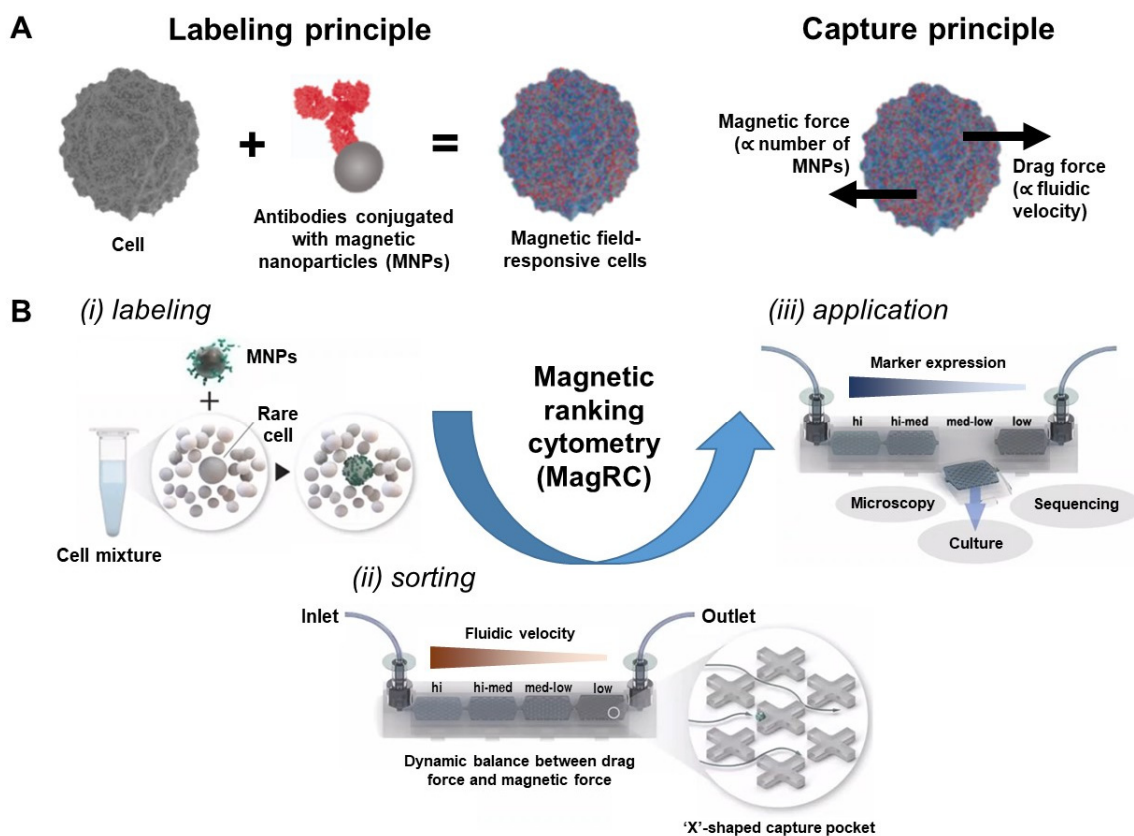 A
Labeling principle
Capture principle
+
=
Cell
Antibodies conjugated
with magnetic
nanoparticles (MNPs)
Magnetic field-
responsive cells
Magnetic force
(∝ number of
MNPs)
Drag force
(∝ fluidic
velocity)
B
(i) labeling
MNPs
+
Rare
cell
Cell mixture
Magnetic
ranking
cytometry
(MagRC)
(iii) application
Marker expression
hi hi-med med-low low
Microscopy
Sequencing
Culture
(ii) sorting
Inlet
Outlet
Fluidic velocity
hi hi-med med-low low
Dynamic balance between drag
force and magnetic force
‘X’-shaped capture pocket